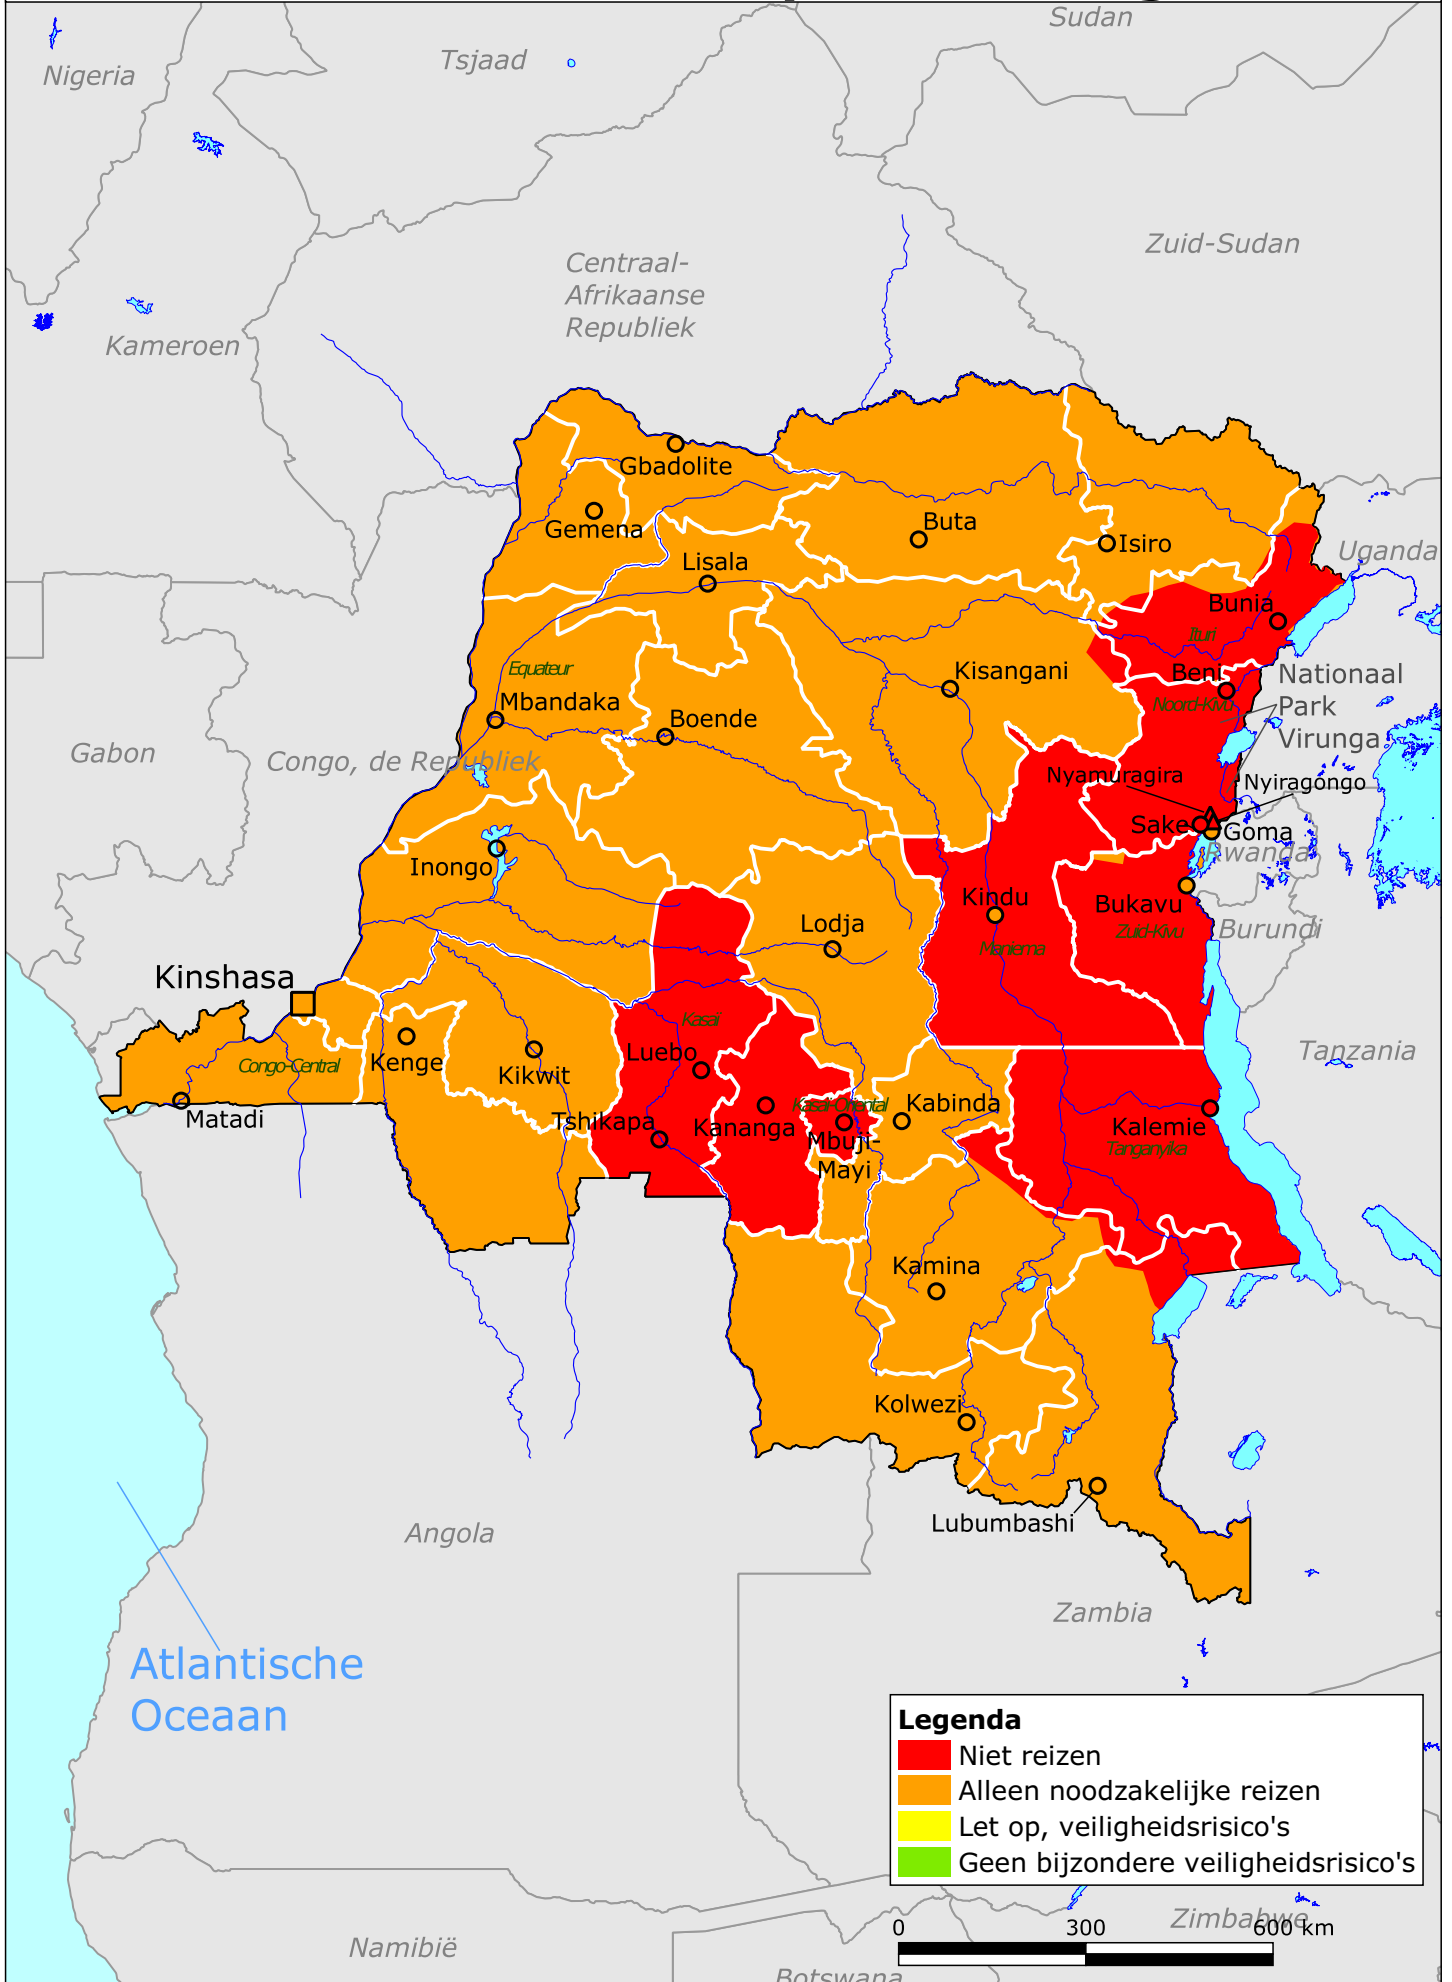 Sudan
Tsjaad
Nigeria
Zuid-Sudan
Centraal-
Afrikaanse
Republiek
Kameroen
Gbadolite
Gemena
Buta
Isiro
Uganda
Lisala
Bunia
Ituri
Equateur
Kisangani
Beni
Nationaal
Park
Virunga
Noord-Kivu
Mbandaka
Boende
Gabon
Congo, de Republiek
Nyamuragira
Nyiragongo
Sake
Goma
Rwanda
Inongo
Kindu
Bukavu
Zuid-Kivu
Burundi
Lodja
Maniema
Kinshasa
Kasaï
Tanzania
Congo-Central
Kenge
Kikwit
Luebo
Matadi
Tshikapa
Kananga
Kasaï-Oriental
Mbuji-
Mayi
Kabinda
Kalemie
Tanganyika
Kamina
Kolwezi
Lubumbashi
Angola
Zambia
Atlantische
Oceaan
Legenda
Niet reizen
Alleen noodzakelijke reizen
Let op, veiligheidsrisico's
Geen bijzondere veiligheidsrisico's
Zimbabwe
0 300 600 km
Namibië
Botswana